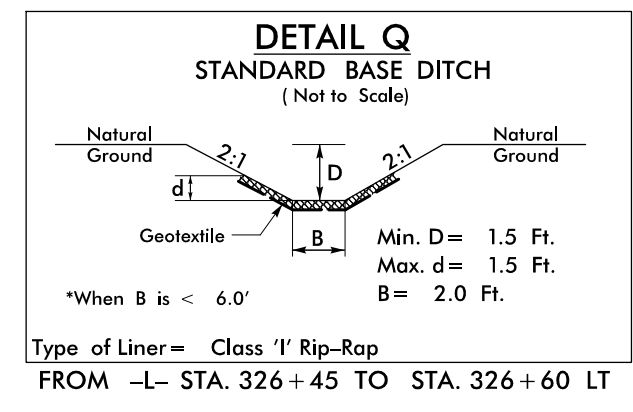 DETAIL Q
STANDARD BASE DITCH
( Not to Scale)
Natural
Ground
2:1
D
2:1
Natural
Ground
d
Geotextile
B
Min. D= 1.5 Ft.
Max. d= 1.5 Ft.
B= 2.0 Ft.
*When B is < 6.0'
Type of Liner= Class 'I' Rip-Rap
FROM -L- STA. 326+45 TO STA. 326+60 LT